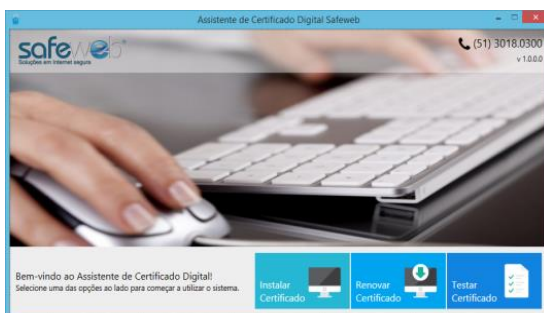 Assistente de Certificado Digital Safeweb
safeweb
Soluções em Internet segura
(51) 3018.0300
v 1.0.0.0
Bem-vindo ao Assistente de Certificado Digital!
Selecione uma das opções ao lado para começar a utilizar o sistema.
Instalar
Certificado
Renovar
Certificado
Testar
Certificado